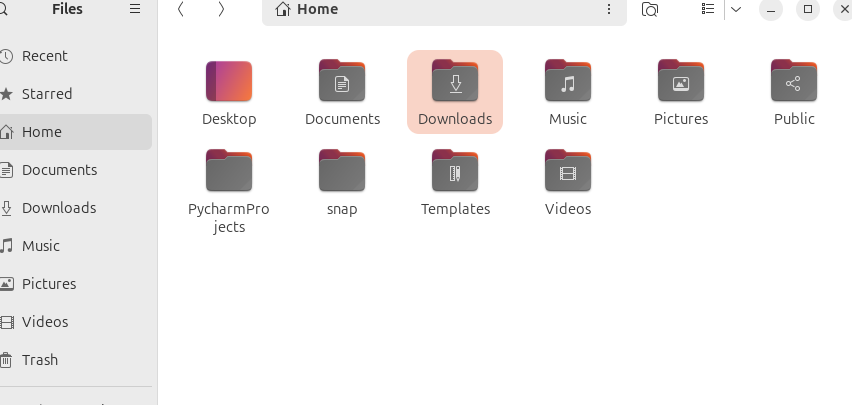 Files
Home
Recent
Starred
Home
Documents
Downloads
Music
Pictures
Videos
Trash
Desktop
Documents
Downloads
Music
Pictures
Public
PycharmPro
jects
snap
Templates
Videos